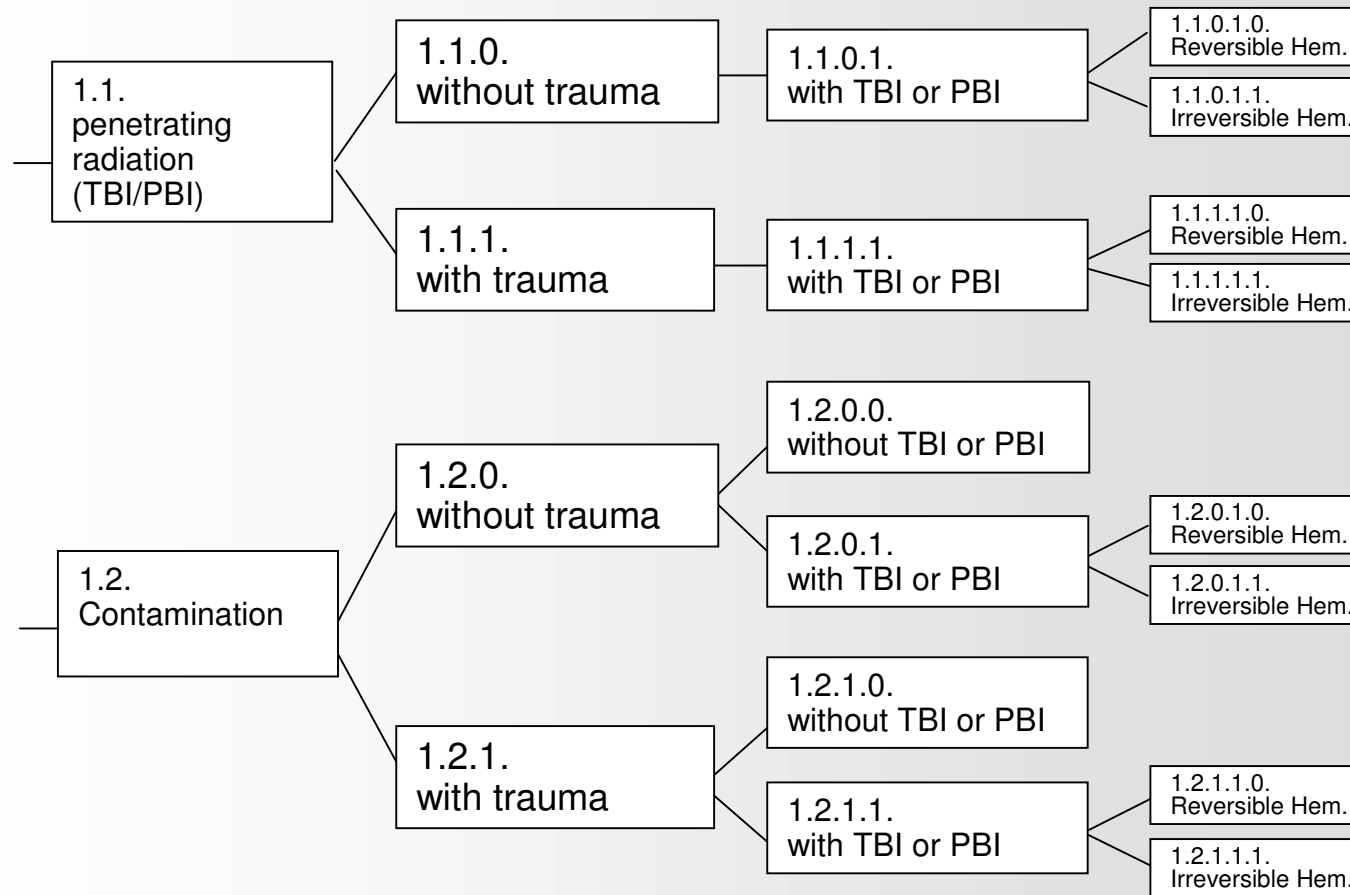 1.1.
penetrating
radiation
(TBI/PBI)
1.1.0.
without trauma
1.1.0.1.
with TBI or PBI
1.1.0.1.0.
Reversible Hem.
1.1.0.1.1.
Irreversible Hem.
1.1.1.
with trauma
1.1.1.1.
with TBI or PBI
1.1.1.1.0.
Reversible Hem.
1.1.1.1.1.
Irreversible Hem.
1.2.
Contamination
1.2.0.
without trauma
1.2.0.0.
without TBI or PBI
1.2.0.1.
with TBI or PBI
1.2.0.1.0.
Reversible Hem.
1.2.0.1.1.
Irreversible Hem.
1.2.1.
with trauma
1.2.1.0.
without TBI or PBI
1.2.1.1.
with TBI or PBI
1.2.1.1.0.
Reversible Hem.
1.2.1.1.1.
Irreversible Hem.